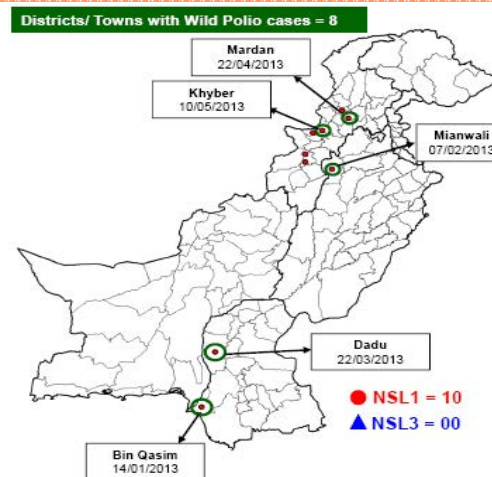 Districts/ Towns with Wild Polio cases = 8
Mardan
22/04/2013
Khyber
10/05/2013
Mianwali
07/02/2013
Dadu
22/03/2013
NSL1 = 10
NSL3 = 00
Bin Qasim
14/01/2013